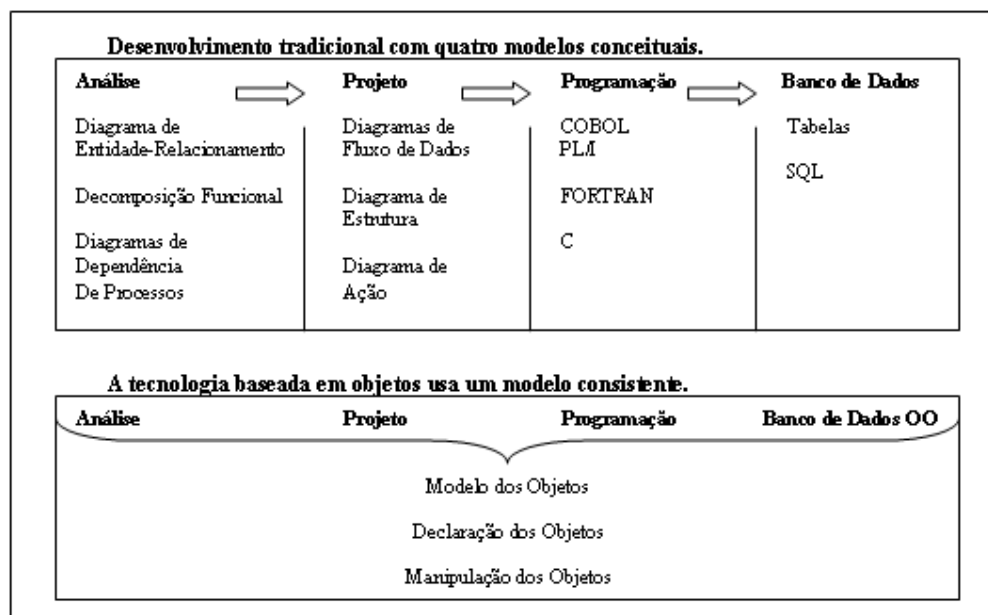 Desenvolvimento tradicional com quatro modelos conceituais.
Análise
Projeto
Programação
Banco de Dados
Diagrama de
Entidade-Relacionamento
Decomposição Funcional
Diagramas de
Dependência
De Processos
Diagramas de
Fluxo de Dados
Diagrama de
Estrutura
Diagrama de
Ação
COBOL
PL/I
FORTRAN
C
Tabelas
SQL
A tecnologia baseada em objetos usa um modelo consistente.
Análise
Projeto
Programação
Banco de Dados OO
Modelo dos Objetos
Declaração dos Objetos
Manipulação dos Objetos